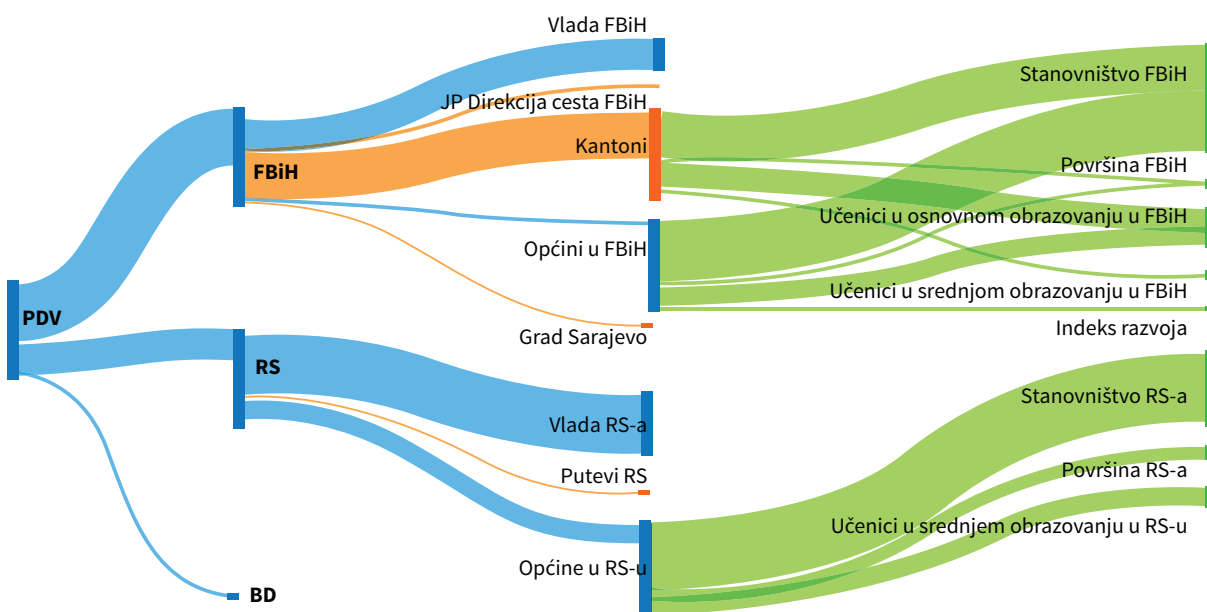 Vlada FBiH
JP Direkcija cesta FBiH
Kantoni
FBiH
Općini u FBiH
Grad Sarajevo
PDV
RS
Vlada RS-a
Putevi RS
Općine u RS-u
BD
Stanovništvo FBiH
Površina FBiH
Učenici u osnovnom obrazovanju u FBiH
Učenici u srednjom obrazovanju u FBiH
Indeks razvoja
Stanovništvo RS-a
Površina RS-a
Učenici u srednjem obrazovanju u RS-u